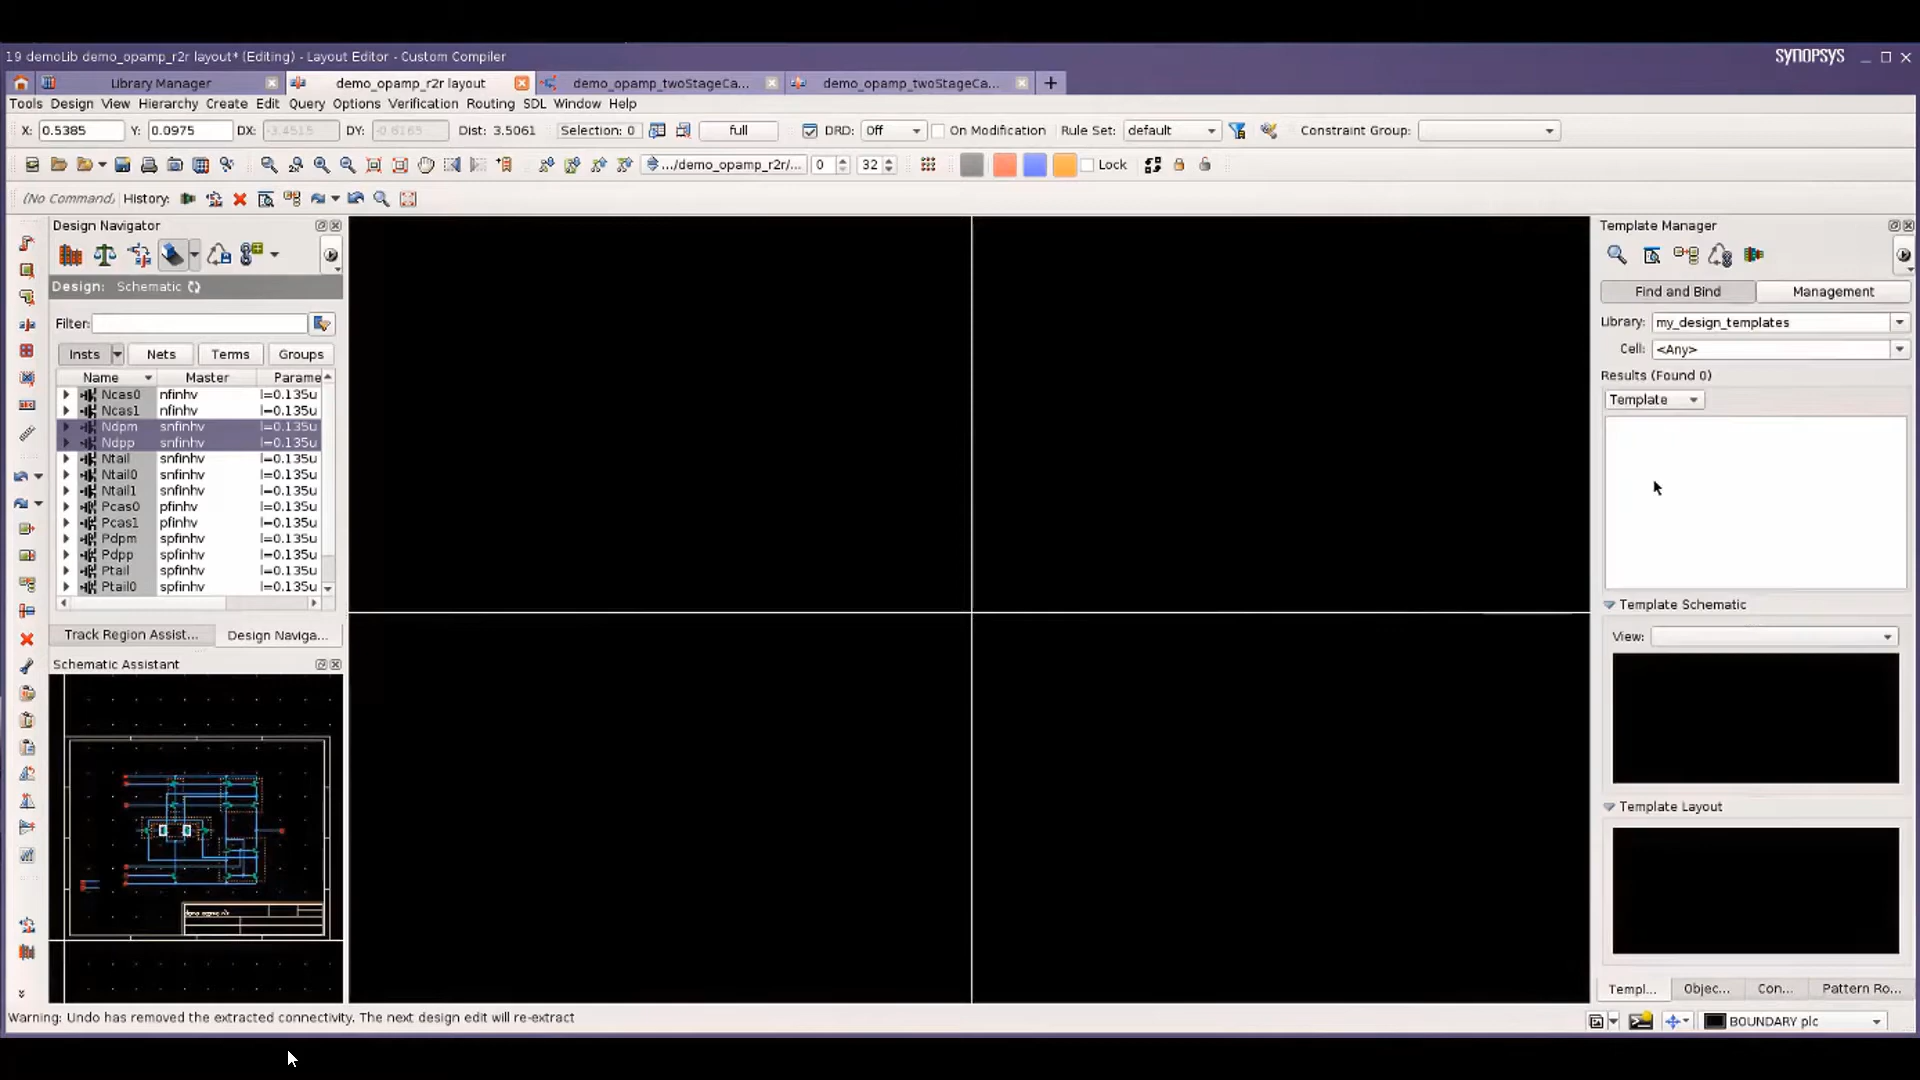 19 demoLib demo_opamp_r2r layout* (Editing) - Layout Editor - Custom Compiler
SYNOPSYS
Library Manager
demo_opamp_r2r layout
demo_opamp_twoStageCa...
demo_opamp_twoStageCa...
Tools Design View Hierarchy Create Edit Query Options Verification Routing SDL Window Help
X: 0.5385 Y: 0.0975 DX: -3.4515 DY: -0.6165 Dist: 3.5061 Selection: 0 full DRD: Off On Modification Rule Set: default Constraint Group:
.../demo_opamp_r2r/... 0 32 Lock
(No Command) History:
Design Navigator
Design: Schematic
Filter:
Insts Nets Terms Groups
Name Master Parame
Ncas0 nfinhv l=0.135u
Ncas1 nfinhv l=0.135u
Ndpm snfinhv l=0.135u
Ndpp snfinhv l=0.135u
Ntail snfinhv l=0.135u
Ntail0 snfinhv l=0.135u
Ntail1 snfinhv l=0.135u
Pcas0 pfinhv l=0.135u
Pcas1 pfinhv l=0.135u
Pdpm spfinhv l=0.135u
Pdpp spfinhv l=0.135u
Ptail spfinhv l=0.135u
Ptail0 spfinhv l=0.135u
Track Region Assist... Design Naviga...
Schematic Assistant
demo opamp r2r
Template Manager
Find and Bind Management
Library: my_design_templates
Cell: <Any>
Results (Found 0)
Template
Template Schematic
View:
Template Layout
Templ... Objec... Con... Pattern Ro...
Warning: Undo has removed the extracted connectivity. The next design edit will re-extract
BOUNDARY plc